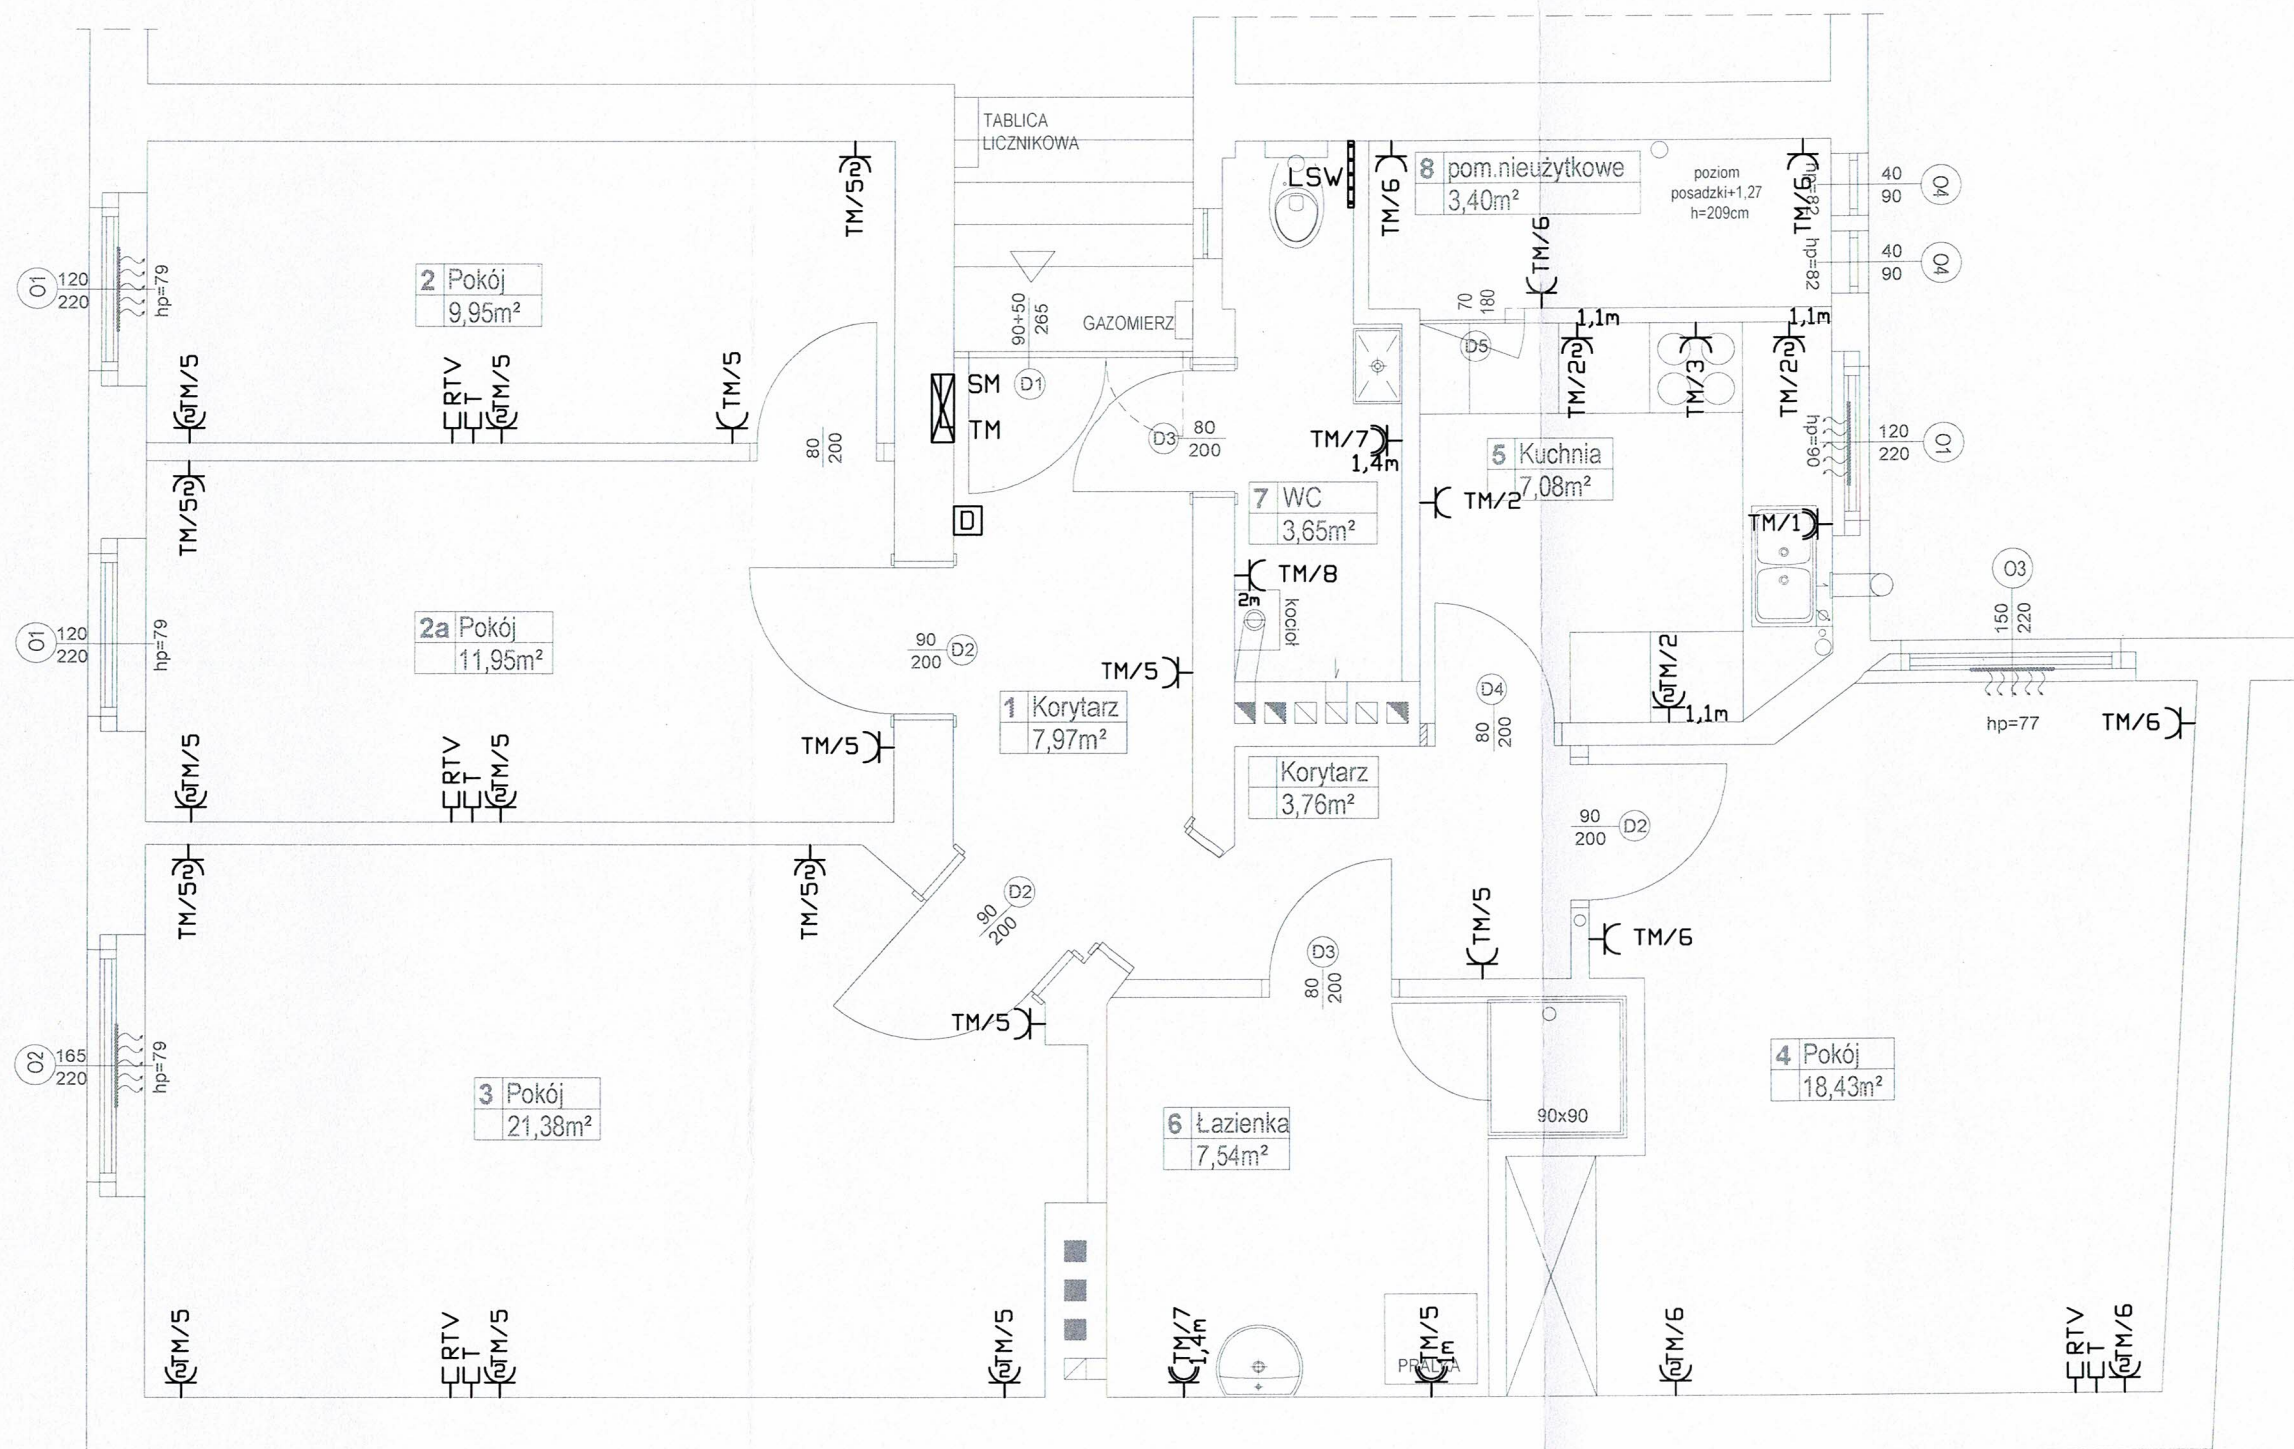 TABLICA
LICZNIKOWA
TM/5
2 Pokój
9,95m²
O1
120
220
hp=79
TM/5
RTV
T
TM/5
TM/5
80
200
SM
TM
D1
90÷50
265
GAZOMIERZ
D3
80
200
D
LSW
TM/6
8 pom.nieużytkowe
3,40m²
poziom
posadzki+1,27
h=209cm
TM/6
TM/6
hp=82
hp=82
40
90
O4
40
90
O4
70
180
D5
1,1m
TM/2
TM/3
1,1m
TM/2
hp=90
120
220
O1
TM/7
1,4m
5 Kuchnia
7,08m²
TM/2
TM/1
7 WC
3,65m²
TM/8
2m
kocioł
O3
150
220
hp=77
TM/6
TM/5
2a Pokój
11,95m²
O1
120
220
hp=79
90
200
D2
TM/5
1 Korytarz
7,97m²
TM/5
TM/5
RTV
T
TM/5
D4
80
200
TM/2
1,1m
Korytarz
3,76m²
90
200
D2
TM/5
TM/5
D2
90
200
TM/5
D3
80
200
TM/5
TM/6
O2
165
220
hp=79
3 Pokój
21,38m²
6 Łazienka
7,54m²
90x90
4 Pokój
18,43m²
TM/5
RTV
T
TM/5
TM/5
TM/7
1,4m
TM/5
1m
PRALKA
TM/6
RTV
T
TM/6